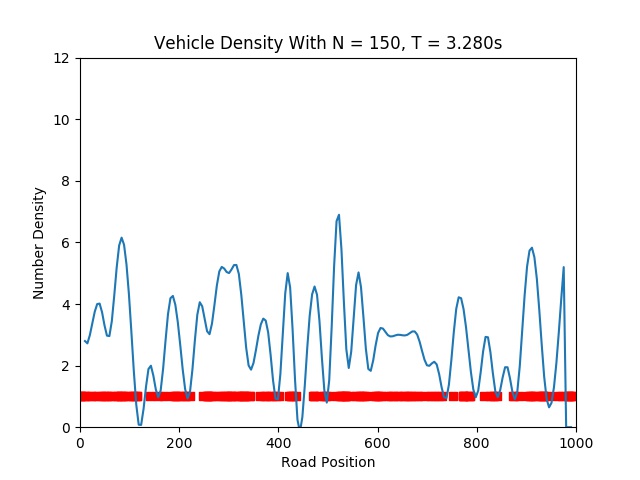 Vehicle Density With N = 150, T = 3.280s
12
10
8
6
4
2
0
Number Density
0 200 400 600 800 1000
Road Position